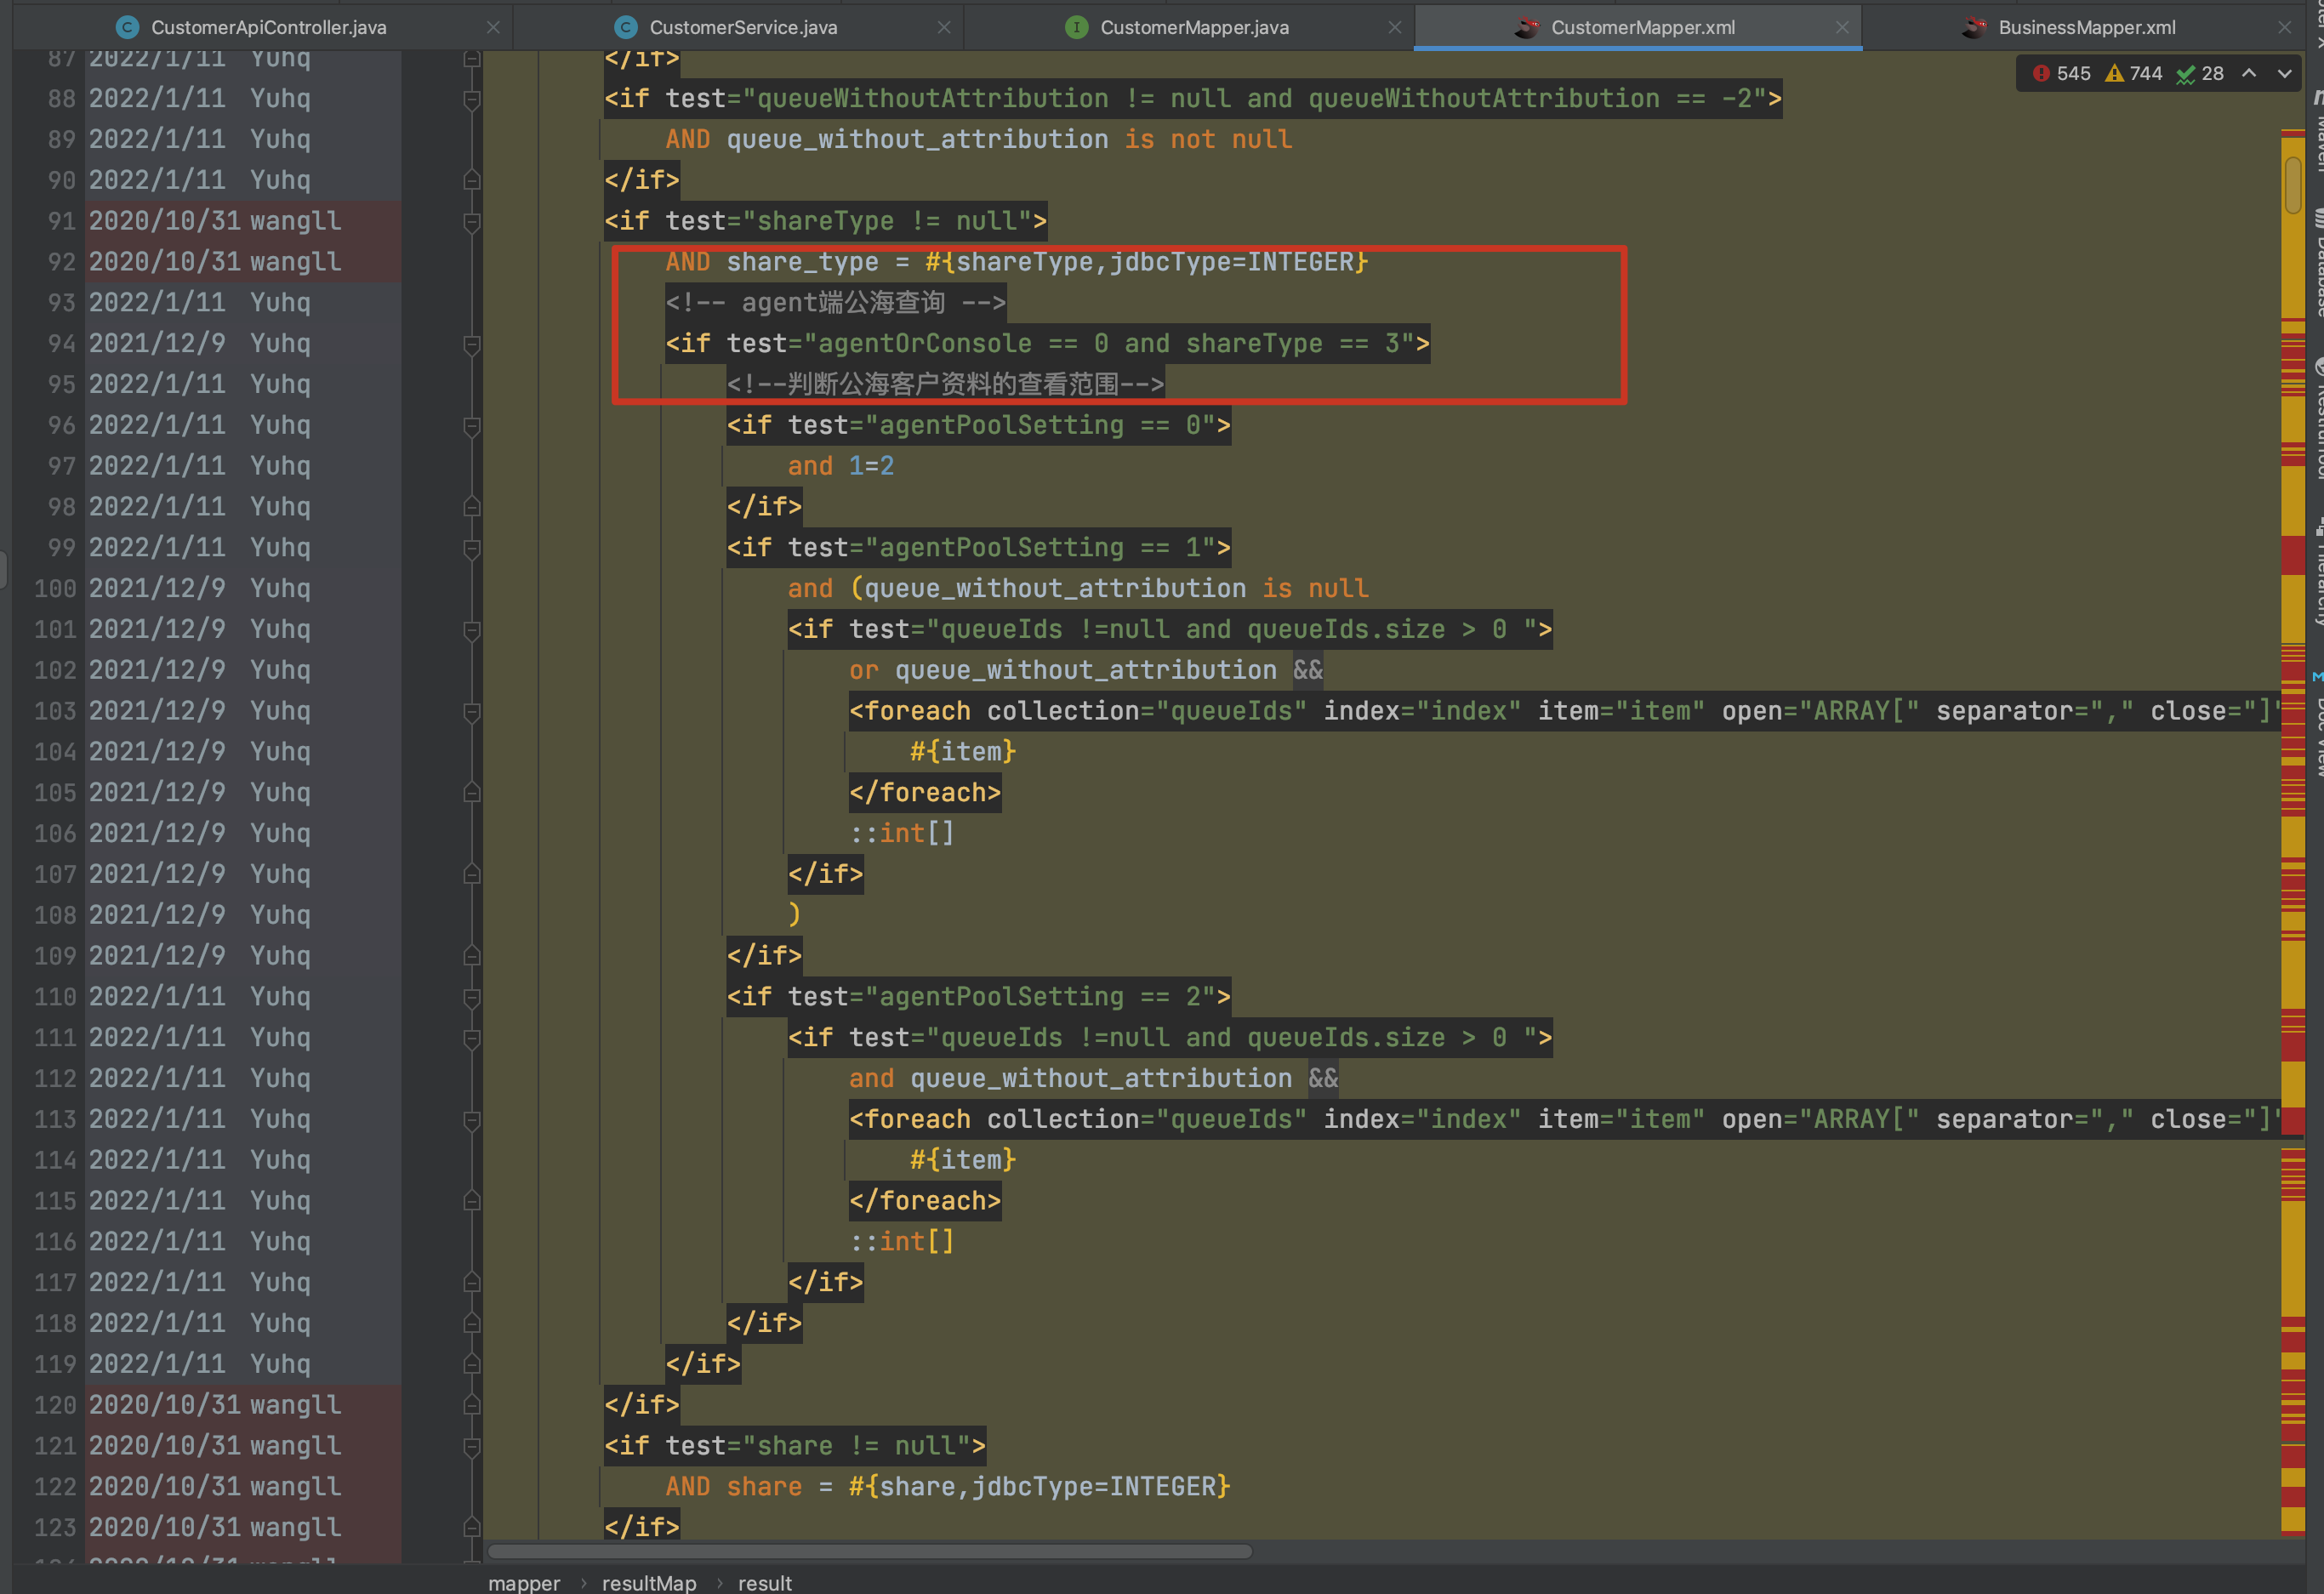 CustomerApiController.java CustomerService.java CustomerMapper.java CustomerMapper.xml BusinessMapper.xml
545 744 28
87 2022/1/11 Yuhq </if>
88 2022/1/11 Yuhq <if test="queueWithoutAttribution != null and queueWithoutAttribution == -2">
89 2022/1/11 Yuhq AND queue_without_attribution is not null
90 2022/1/11 Yuhq </if>
91 2020/10/31 wangll <if test="shareType != null">
92 2020/10/31 wangll AND share_type = #{shareType,jdbcType=INTEGER}
93 2022/1/11 Yuhq <!-- agent端公海查询 -->
94 2021/12/9 Yuhq <if test="agentOrConsole == 0 and shareType == 3">
95 2022/1/11 Yuhq <!--判断公海客户资料的查看范围-->
96 2022/1/11 Yuhq <if test="agentPoolSetting == 0">
97 2022/1/11 Yuhq and 1=2
98 2022/1/11 Yuhq </if>
99 2022/1/11 Yuhq <if test="agentPoolSetting == 1">
100 2021/12/9 Yuhq and (queue_without_attribution is null
101 2021/12/9 Yuhq <if test="queueIds !=null and queueIds.size > 0 ">
102 2021/12/9 Yuhq or queue_without_attribution &&
103 2021/12/9 Yuhq <foreach collection="queueIds" index="index" item="item" open="ARRAY[" separator="," close="]"
104 2021/12/9 Yuhq #{item}
105 2021/12/9 Yuhq </foreach>
106 2021/12/9 Yuhq ::int[]
107 2021/12/9 Yuhq </if>
108 2021/12/9 Yuhq )
109 2021/12/9 Yuhq </if>
110 2022/1/11 Yuhq <if test="agentPoolSetting == 2">
111 2022/1/11 Yuhq <if test="queueIds !=null and queueIds.size > 0 ">
112 2022/1/11 Yuhq and queue_without_attribution &&
113 2022/1/11 Yuhq <foreach collection="queueIds" index="index" item="item" open="ARRAY[" separator="," close="]"
114 2022/1/11 Yuhq #{item}
115 2022/1/11 Yuhq </foreach>
116 2022/1/11 Yuhq ::int[]
117 2022/1/11 Yuhq </if>
118 2022/1/11 Yuhq </if>
119 2022/1/11 Yuhq </if>
120 2020/10/31 wangll </if>
121 2020/10/31 wangll <if test="share != null">
122 2020/10/31 wangll AND share = #{share,jdbcType=INTEGER}
123 2020/10/31 wangll </if>
mapper › resultMap › result
Maven
Database
Hierarchy
Doc View